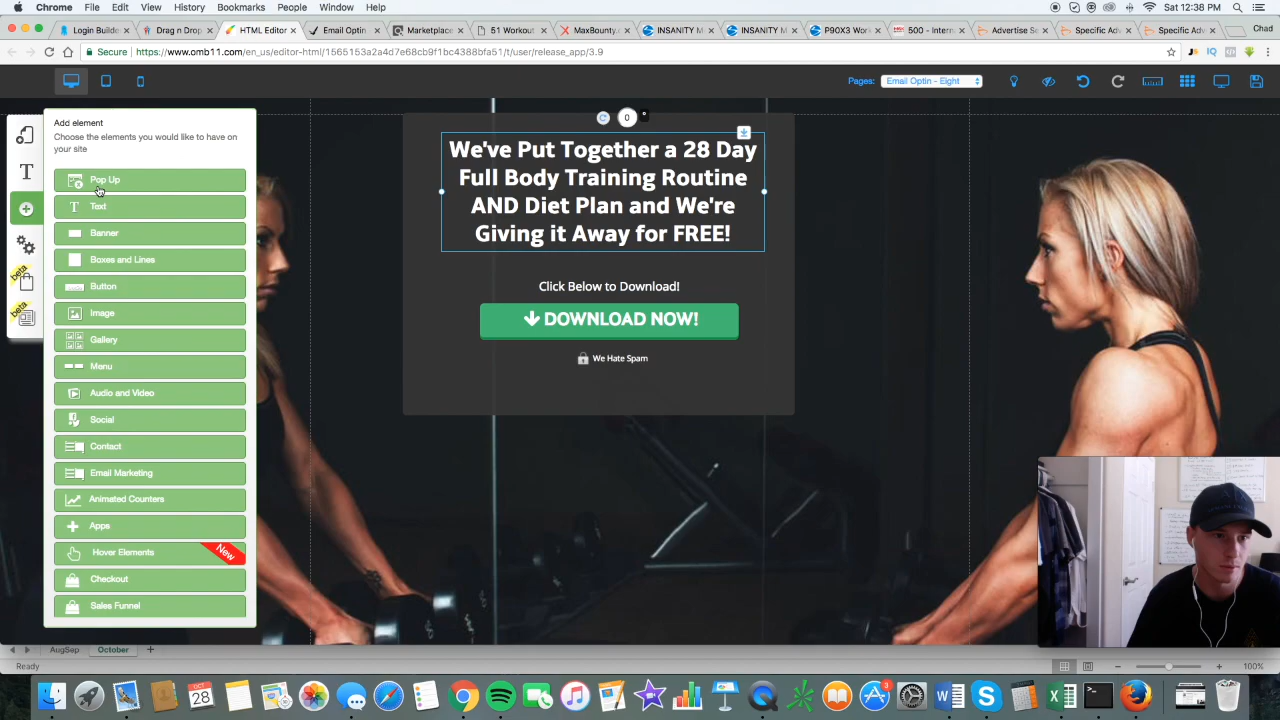 Chrome File Edit View History Bookmarks People Window Help
Sat 12:38 PM
Login Builde
Drag n Drop
HTML Editor
Email Optin
Marketplace
51 Workout
MaxBounty.c
INSANITY M
INSANITY M
P90X3 Work
500 - Intern
Advertise S
Specific Adv
Specific Adv
Chad
Secure https://www.omb11.com/en_us/editor-html/1565153a2a4d7e68cb9f1bc4388bfa51/t/user/release_app/3.9
Pages: Email Optin - Eight
Add element
Choose the elements you would like to have on
your site
Pop Up
Text
Banner
Boxes and Lines
Button
Image
Gallery
Menu
Audio and Video
Social
Contact
Email Marketing
Animated Counters
Apps
Hover Elements
New
Checkout
Sales Funnel
beta
beta
0
We've Put Together a 28 Day
Full Body Training Routine
AND Diet Plan and We're
Giving it Away for FREE!
Click Below to Download!
DOWNLOAD NOW!
We Hate Spam
AugSep October
Ready
100%